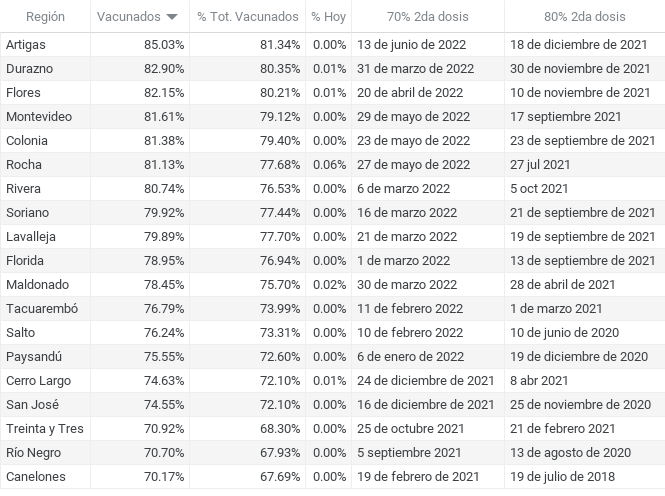 Región Vacunados % Tot. Vacunados % Hoy 70% 2da dosis 80% 2da dosis
Artigas 85.03% 81.34% 0.00% 13 de junio de 2022 18 de diciembre de 2021
Durazno 82.90% 80.35% 0.01% 31 de marzo de 2022 30 de noviembre de 2021
Flores 82.15% 80.21% 0.01% 20 de abril de 2022 10 de noviembre de 2021
Montevideo 81.61% 79.12% 0.00% 29 de mayo de 2022 17 septiembre 2021
Colonia 81.38% 79.40% 0.00% 23 de mayo de 2022 23 de septiembre de 2021
Rocha 81.13% 77.68% 0.06% 27 de mayo de 2022 27 jul 2021
Rivera 80.74% 76.53% 0.00% 6 de marzo 2022 5 oct 2021
Soriano 79.92% 77.44% 0.00% 16 de marzo 2022 21 de septiembre de 2021
Lavalleja 79.89% 77.70% 0.00% 21 de marzo 2022 19 de septiembre de 2021
Florida 78.95% 76.94% 0.00% 1 de marzo 2022 13 de septiembre de 2021
Maldonado 78.45% 75.70% 0.02% 30 de marzo 2022 28 de abril de 2021
Tacuarembó 76.79% 73.99% 0.00% 11 de febrero 2022 1 de marzo 2021
Salto 76.24% 73.31% 0.00% 10 de febrero 2022 10 de junio de 2020
Paysandú 75.55% 72.60% 0.00% 6 de enero de 2022 19 de diciembre de 2020
Cerro Largo 74.63% 72.10% 0.01% 24 de diciembre de 2021 8 abr 2021
San José 74.55% 72.10% 0.00% 16 de diciembre de 2021 25 de noviembre de 2020
Treinta y Tres 70.92% 68.30% 0.00% 25 de octubre 2021 21 de febrero 2021
Río Negro 70.70% 67.93% 0.00% 5 septiembre 2021 13 de agosto de 2020
Canelones 70.17% 67.69% 0.00% 19 de febrero de 2021 19 de julio de 2018